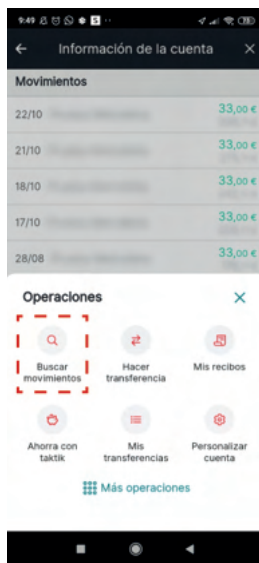 9:49
Información de la cuenta
Movimientos
22/10 33,00 €
21/10 33,00 €
18/10 33,00 €
17/10 33,00 €
28/08 33,00 €
Operaciones
Buscar movimientos
Hacer transferencia
Mis recibos
Ahorra con taktik
Mis transferencias
Personalizar cuenta
Más operaciones